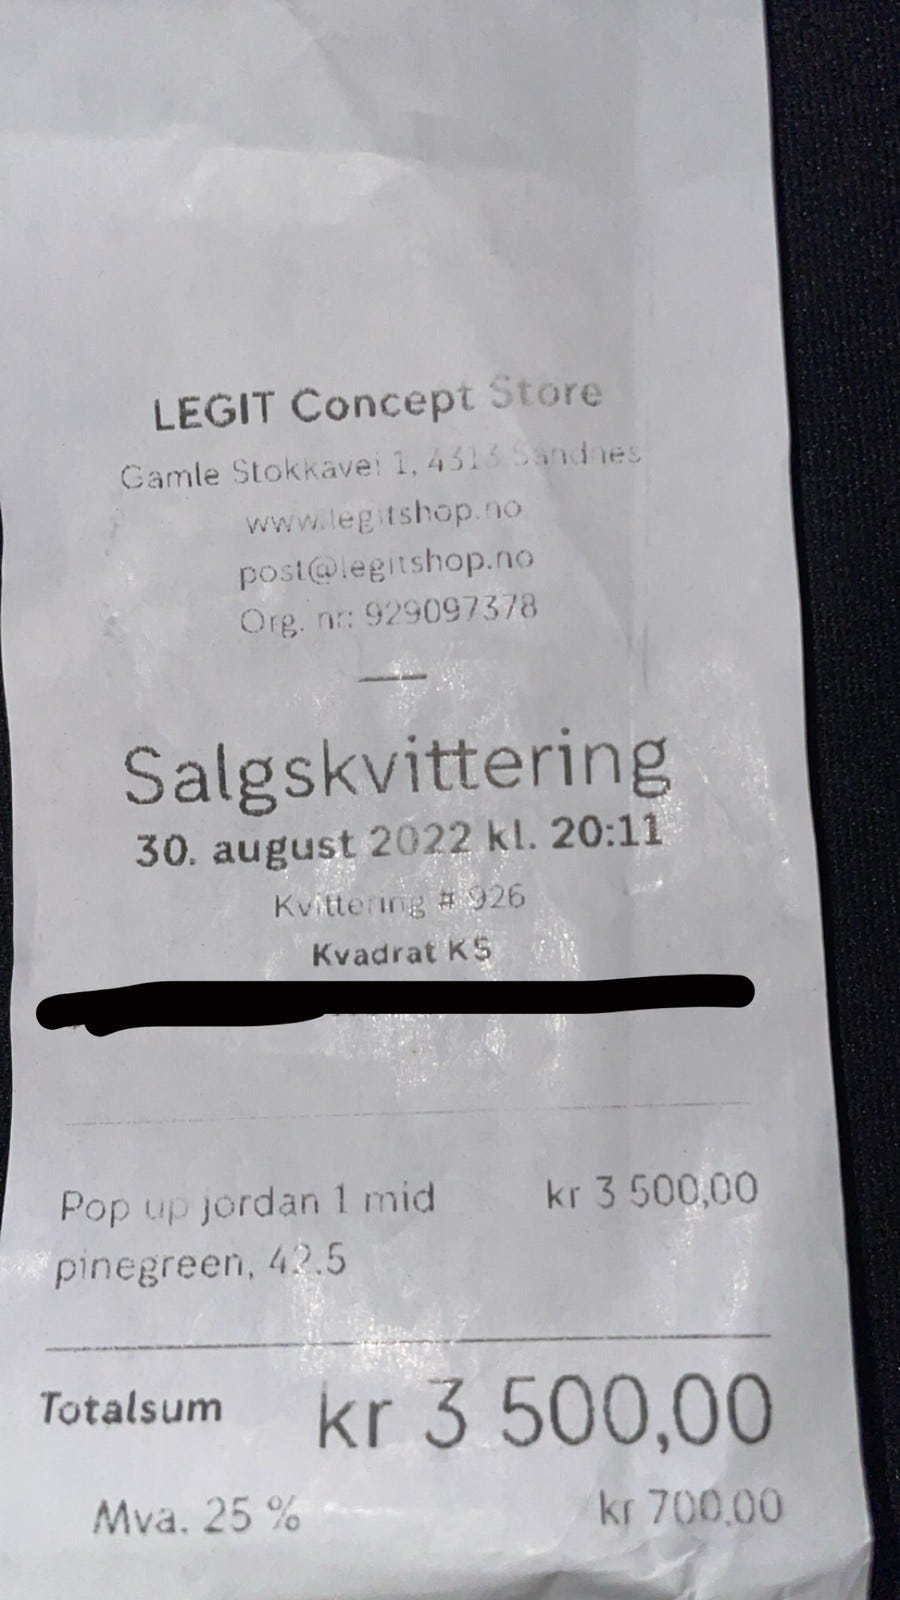 LEGIT Concept Store
Gamle Stokkavei 1, 4313 Sandnes
www.legitshop.no
post@legitshop.no
Org. nr: 929097378
Salgskvittering
30. august 2022 kl. 20:11
Kvittering # 926
Kvadrat KS
Pop up jordan 1 mid kr 3 500,00
pinegreen, 42.5
Totalsum kr 3 500,00
Mva. 25 % kr 700,00